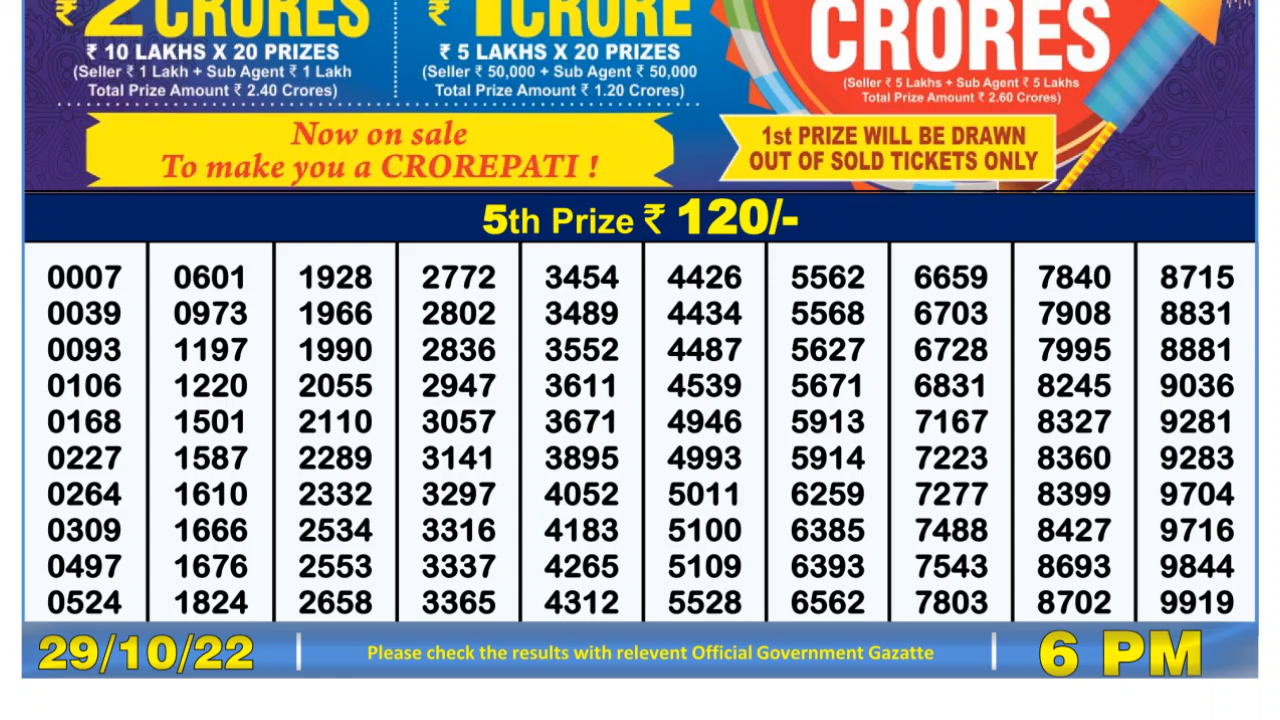 ₹ 2 CRORES
₹ 10 LAKHS X 20 PRIZES
(Seller ₹ 1 Lakh + Sub Agent ₹ 1 Lakh
Total Prize Amount ₹ 2.40 Crores)
₹ 1 CRORE
₹ 5 LAKHS X 20 PRIZES
(Seller ₹ 50,000 + Sub Agent ₹ 50,000
Total Prize Amount ₹ 1.20 Crores)
CRORES
(Seller ₹ 5 Lakhs + Sub Agent ₹ 5 Lakhs
Total Prize Amount ₹ 2.60 Crores)
Now on sale
To make you a CROREPATI !
1st PRIZE WILL BE DRAWN
OUT OF SOLD TICKETS ONLY
5th Prize ₹ 120/-
0007 0601 1928 2772 3454 4426 5562 6659 7840 8715
0039 0973 1966 2802 3489 4434 5568 6703 7908 8831
0093 1197 1990 2836 3552 4487 5627 6728 7995 8881
0106 1220 2055 2947 3611 4539 5671 6831 8245 9036
0168 1501 2110 3057 3671 4946 5913 7167 8327 9281
0227 1587 2289 3141 3895 4993 5914 7223 8360 9283
0264 1610 2332 3297 4052 5011 6259 7277 8399 9704
0309 1666 2534 3316 4183 5100 6385 7488 8427 9716
0497 1676 2553 3337 4265 5109 6393 7543 8693 9844
0524 1824 2658 3365 4312 5528 6562 7803 8702 9919
29/10/22 Please check the results with relevent Official Government Gazatte 6 PM